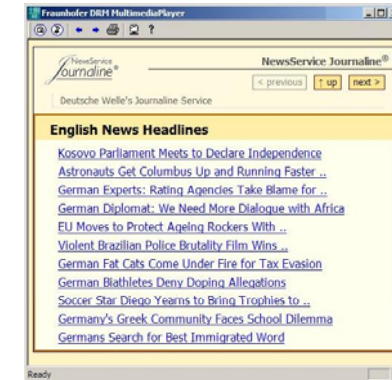 Fraunhofer DRM MultimediaPlayer
?
NewsService
Journaline®
NewsService Journaline®
< previous
↑ up
next >
Deutsche Welle's Journaline Service
English News Headlines
Kosovo Parliament Meets to Declare Independence
Astronauts Get Columbus Up and Running Faster ..
German Experts: Rating Agencies Take Blame for ..
German Diplomat: We Need More Dialogue with Africa
EU Moves to Protect Ageing Rockers With ..
Violent Brazilian Police Brutality Film Wins ..
German Fat Cats Come Under Fire for Tax Evasion
German Biathletes Deny Doping Allegations
Soccer Star Diego Yearns to Bring Trophies to ..
Germany's Greek Community Faces School Dilemma
Germans Search for Best Immigrated Word
Ready